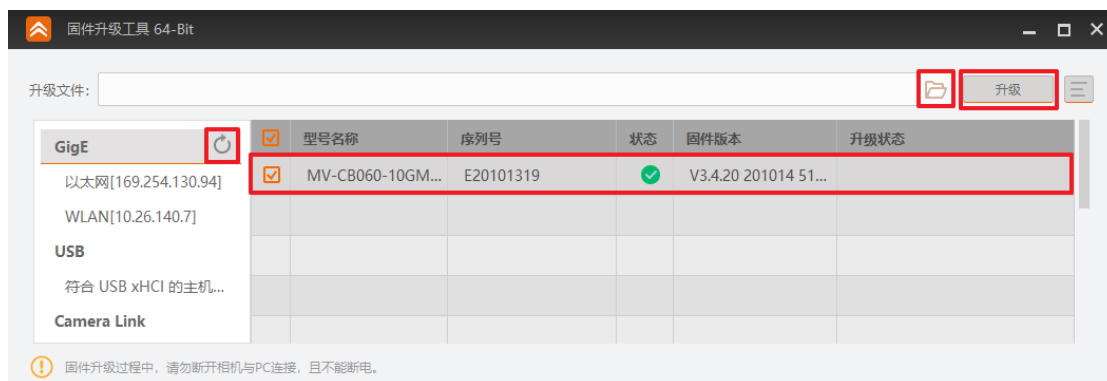 固件升级工具 64-Bit
升级文件:
升级
GigE
以太网[169.254.130.94]
WLAN[10.26.140.7]
USB
符合 USB xHCI 的主机...
Camera Link
型号名称 序列号 状态 固件版本 升级状态
MV-CB060-10GM... E20101319 V3.4.20 201014 51...
固件升级过程中，请勿断开相机与PC连接，且不能断电。